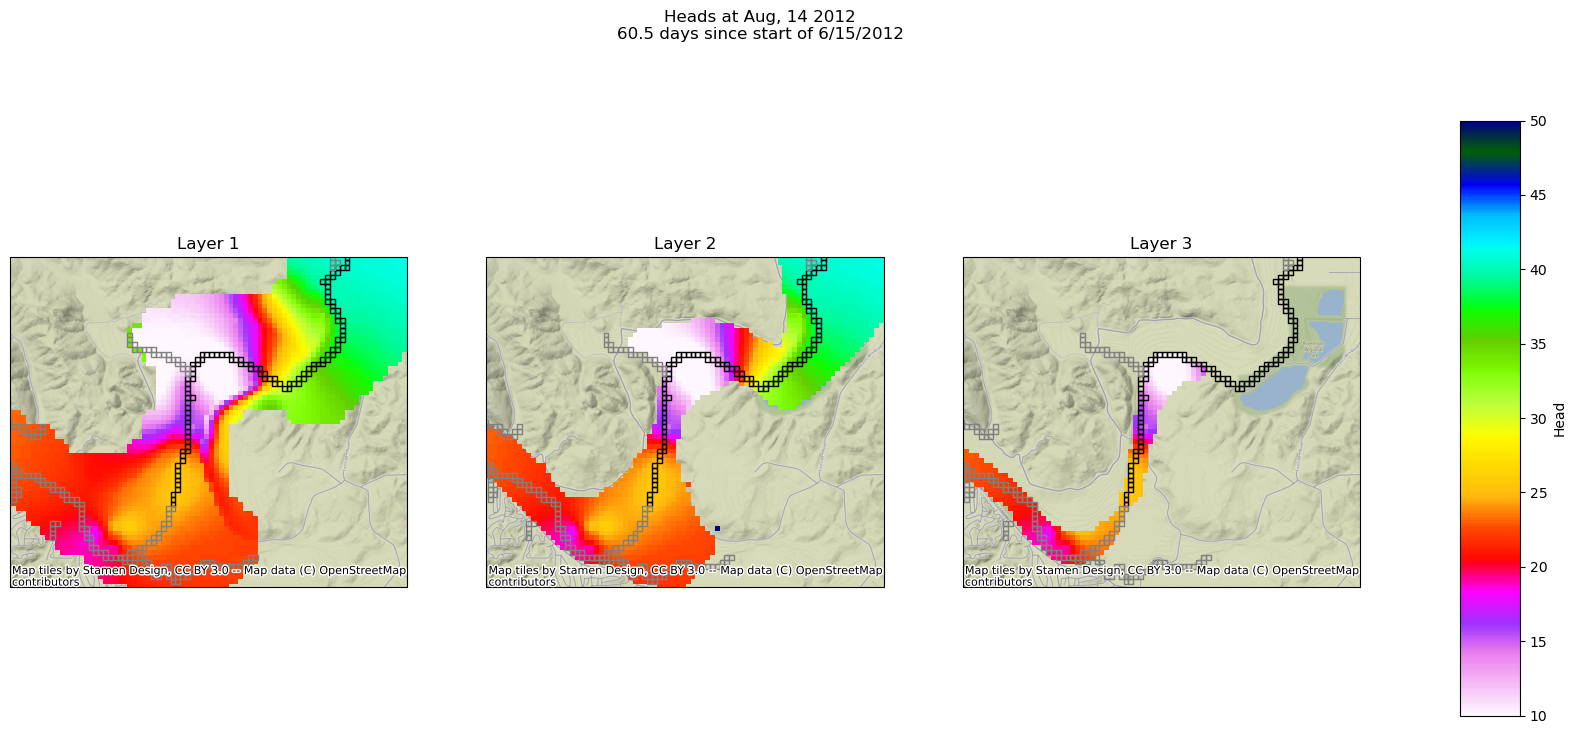 Heads at Aug, 14 2012
60.5 days since start of 6/15/2012
Layer 1
Layer 2
Layer 3
Map tiles by Stamen Design, CC BY 3.0 -- Map data (C) OpenStreetMap
contributors
Map tiles by Stamen Design, CC BY 3.0 -- Map data (C) OpenStreetMap
contributors
Map tiles by Stamen Design, CC BY 3.0 -- Map data (C) OpenStreetMap
contributors
50
45
40
35
30
25
20
15
10
Head